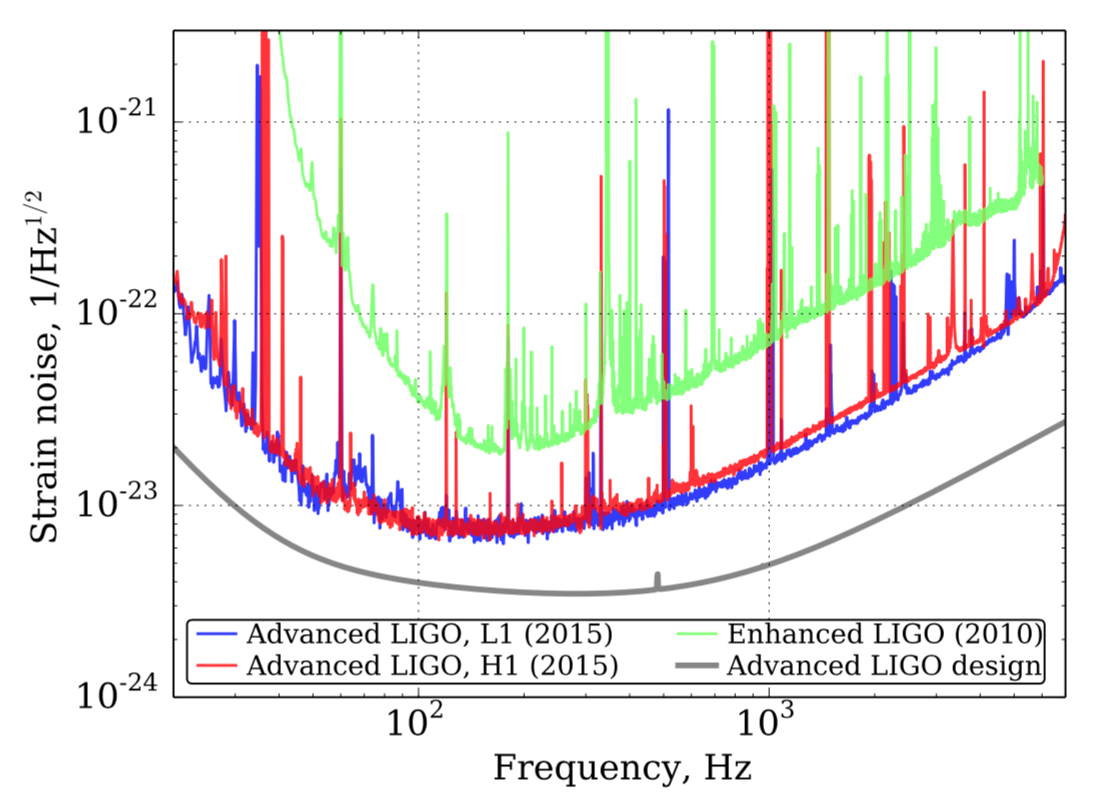 10^-21
10^-22
10^-23
10^-24
Strain noise, 1/Hz^1/2
Advanced LIGO, L1 (2015)
Advanced LIGO, H1 (2015)
Enhanced LIGO (2010)
Advanced LIGO design
10^2
10^3
Frequency, Hz